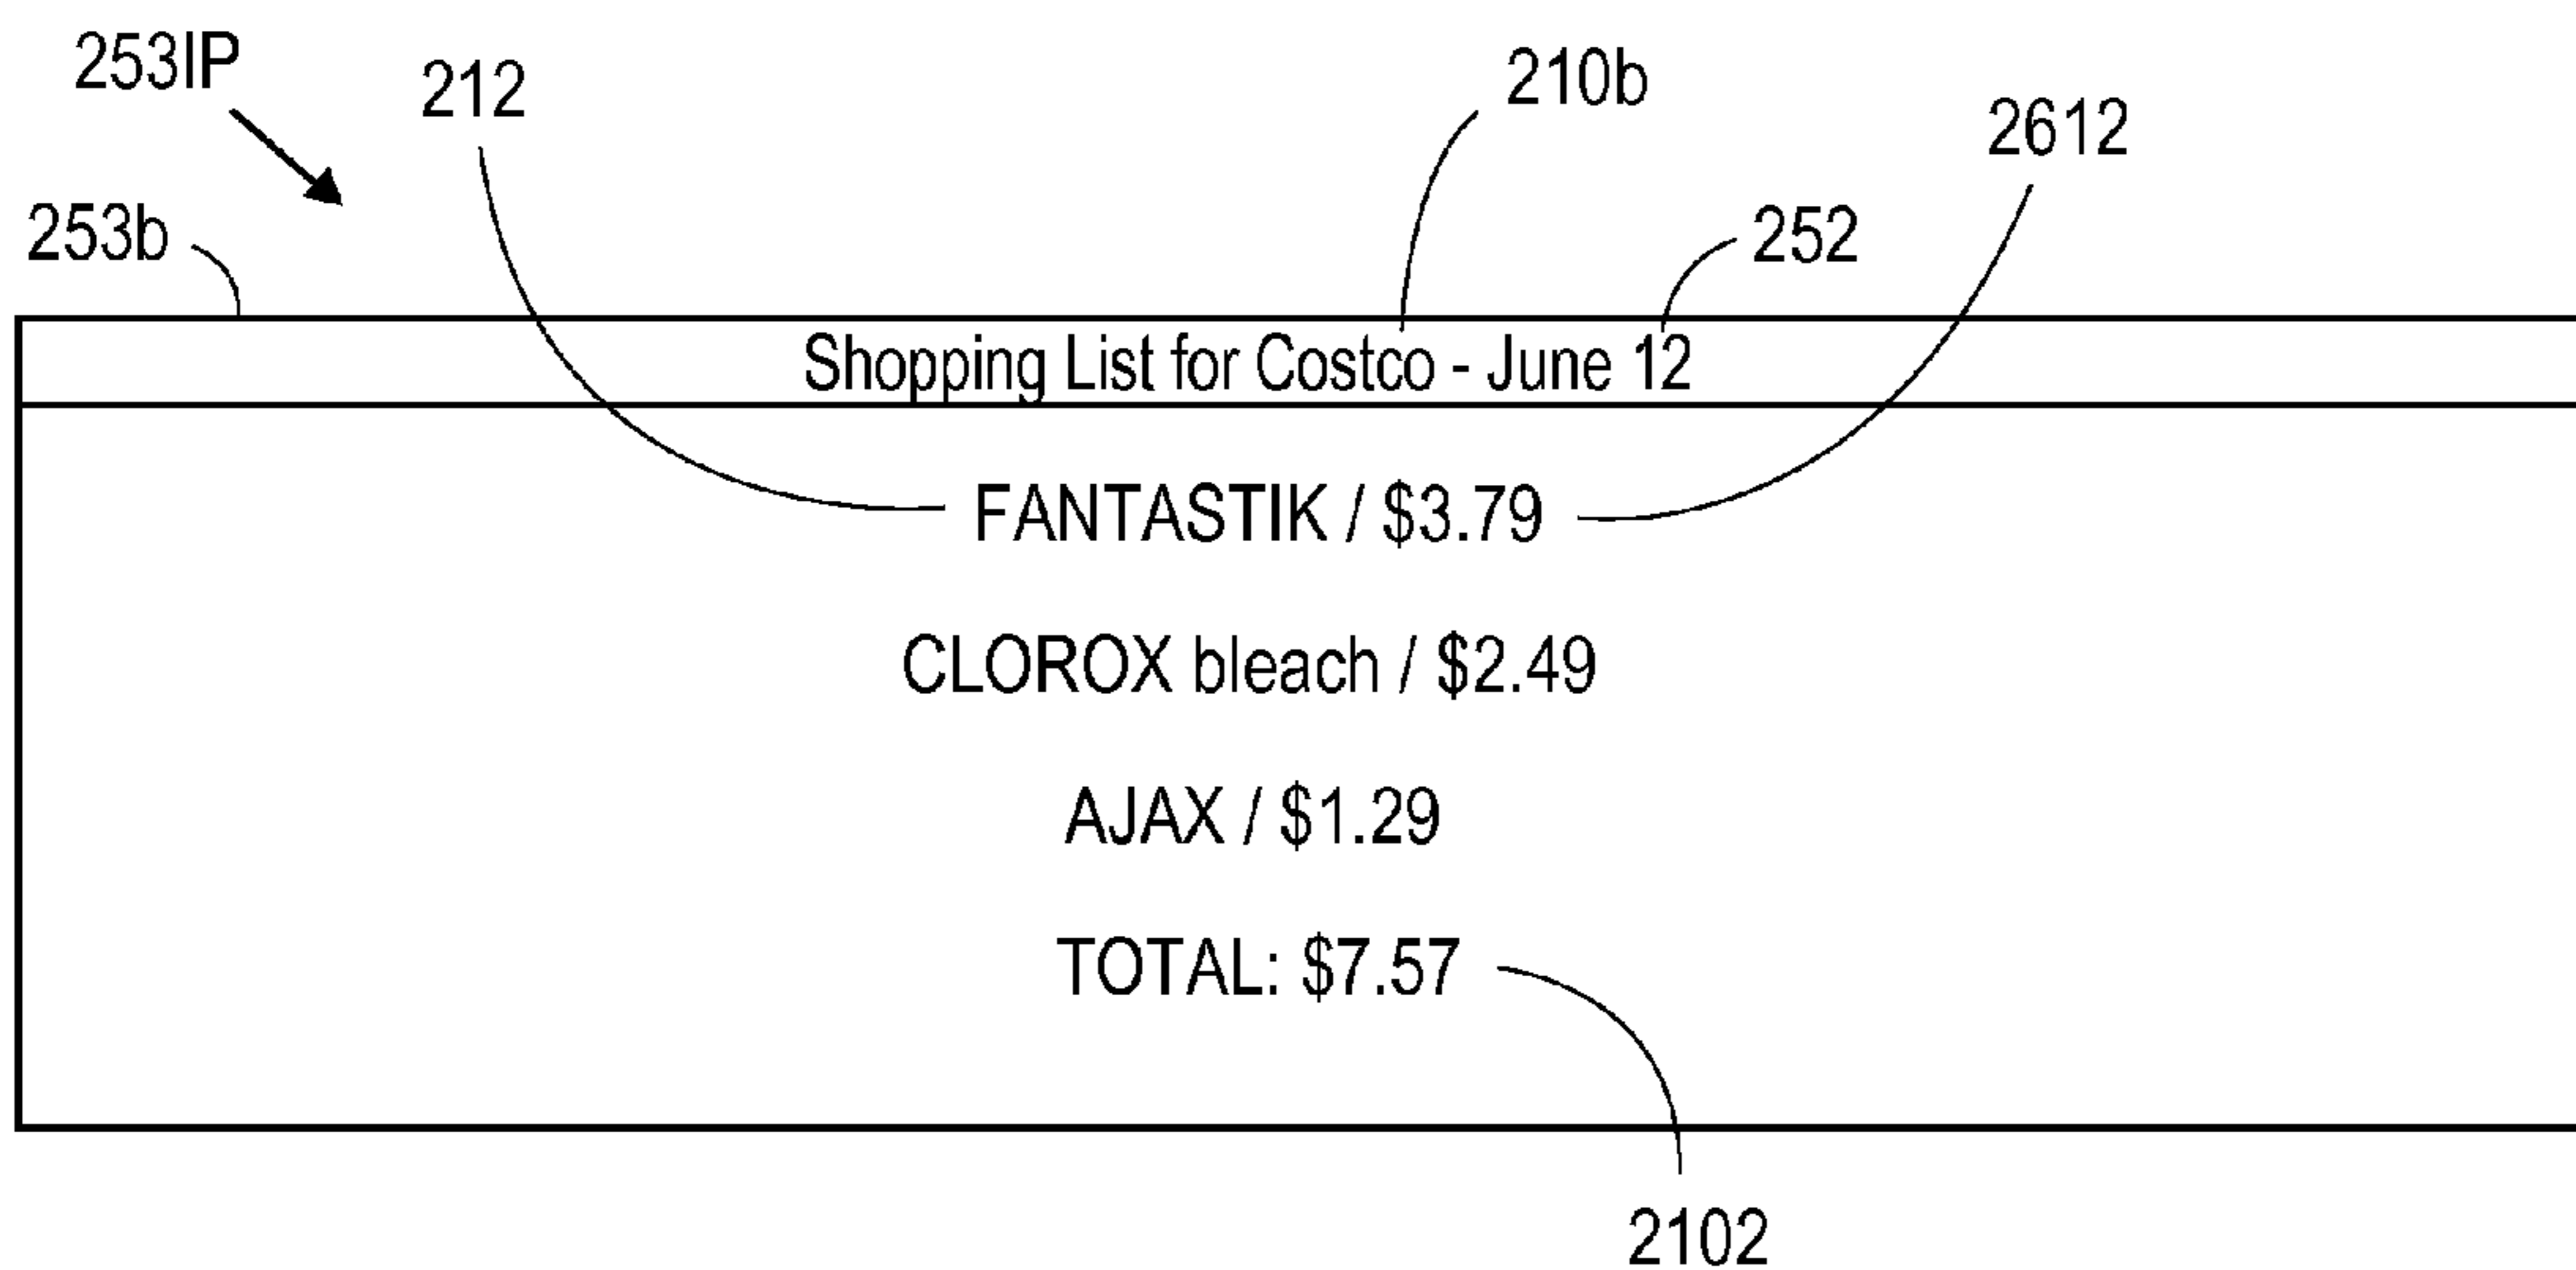 253IP
212
210b
2612
253b
252
Shopping List for Costco - June 12
FANTASTIK / $3.79
CLOROX bleach / $2.49
AJAX / $1.29
TOTAL: $7.57
2102